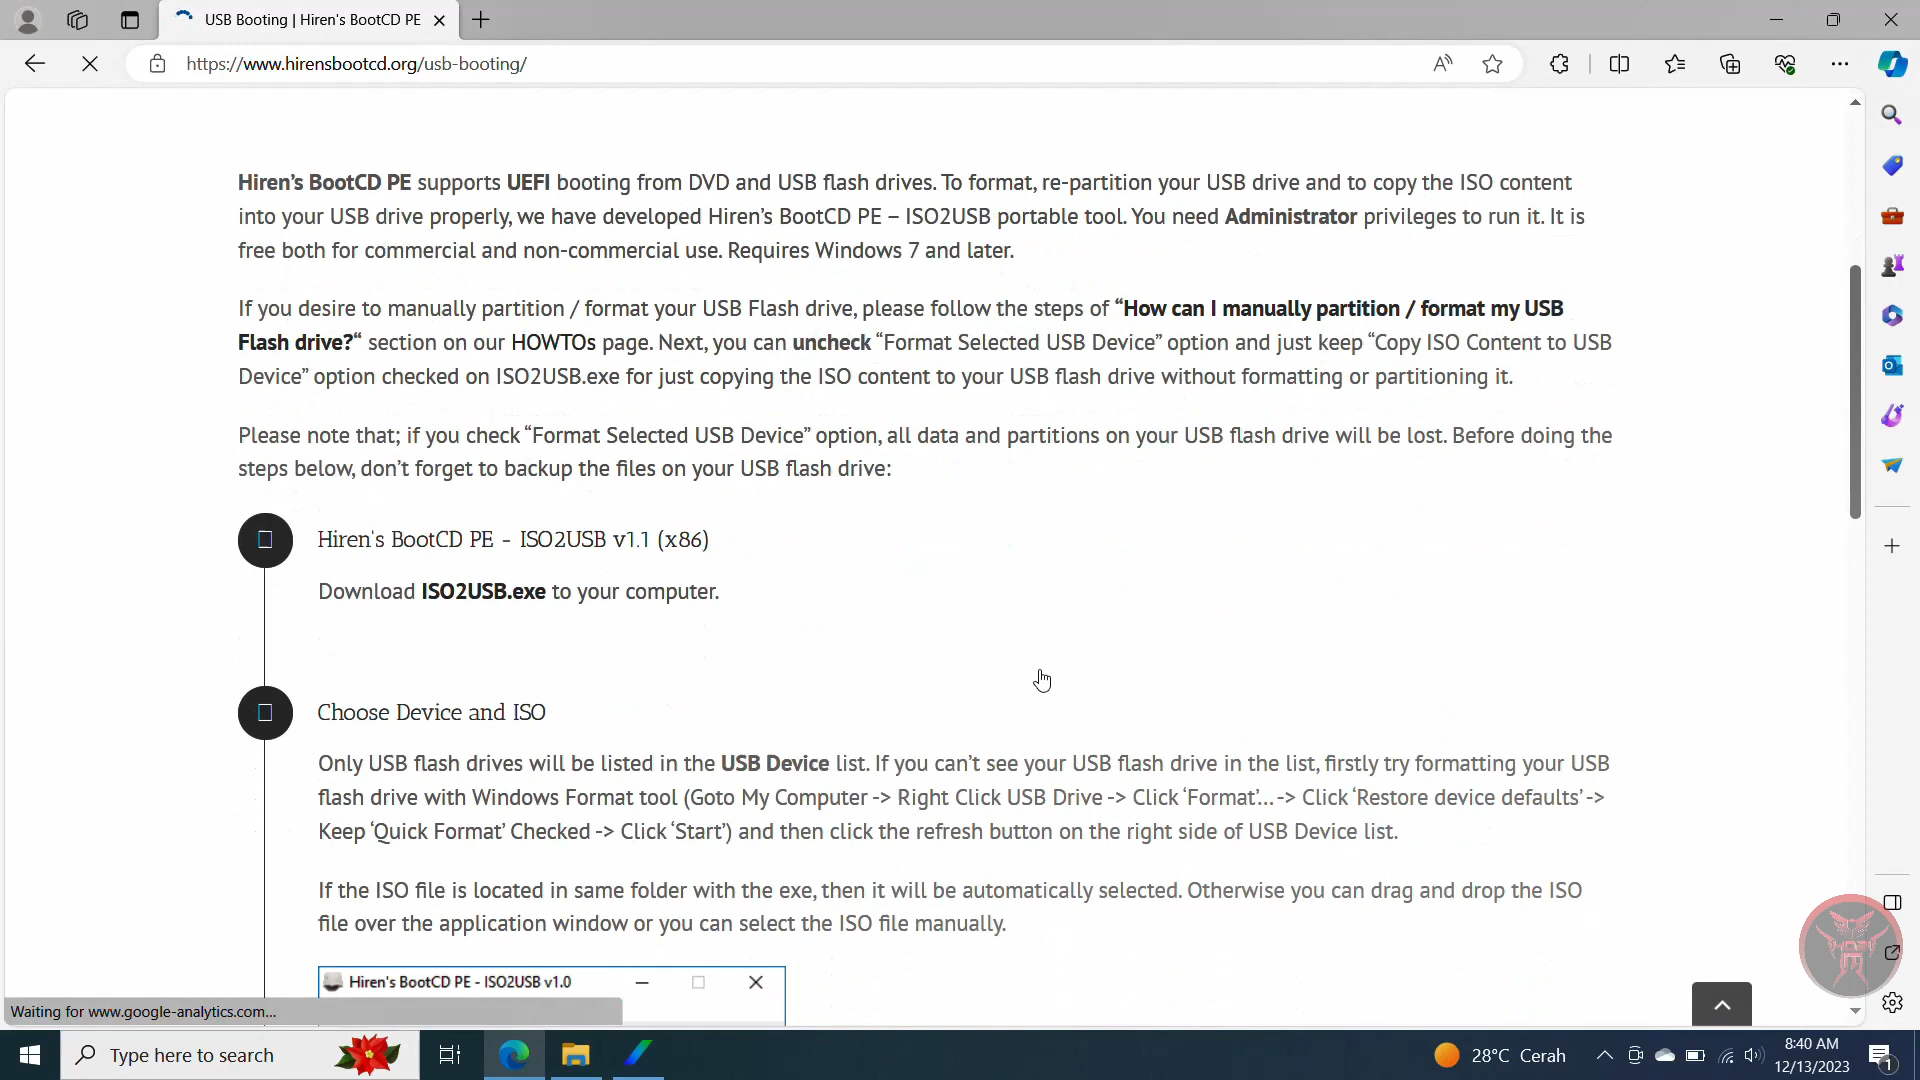 USB Booting | Hiren's BootCD PE
https://www.hirensbootcd.org/usb-booting/
Hiren’s BootCD PE supports UEFI booting from DVD and USB flash drives. To format, re-partition your USB drive and to copy the ISO content
into your USB drive properly, we have developed Hiren’s BootCD PE – ISO2USB portable tool. You need Administrator privileges to run it. It is
free both for commercial and non-commercial use. Requires Windows 7 and later.
If you desire to manually partition / format your USB Flash drive, please follow the steps of “How can I manually partition / format my USB
Flash drive?“ section on our HOWTOs page. Next, you can uncheck “Format Selected USB Device” option and just keep “Copy ISO Content to USB
Device” option checked on ISO2USB.exe for just copying the ISO content to your USB flash drive without formatting or partitioning it.
Please note that; if you check “Format Selected USB Device” option, all data and partitions on your USB flash drive will be lost. Before doing the
steps below, don’t forget to backup the files on your USB flash drive:
Hiren's BootCD PE - ISO2USB v1.1 (x86)
Download ISO2USB.exe to your computer.
Choose Device and ISO
Only USB flash drives will be listed in the USB Device list. If you can’t see your USB flash drive in the list, firstly try formatting your USB
flash drive with Windows Format tool (Goto My Computer -> Right Click USB Drive -> Click ‘Format’... -> Click ‘Restore device defaults’ ->
Keep ‘Quick Format’ Checked -> Click ‘Start’) and then click the refresh button on the right side of USB Device list.
If the ISO file is located in same folder with the exe, then it will be automatically selected. Otherwise you can drag and drop the ISO
file over the application window or you can select the ISO file manually.
Hiren's BootCD PE - ISO2USB v1.0
Waiting for www.google-analytics.com...
Type here to search
28°C Cerah
8:40 AM
12/13/2023
1